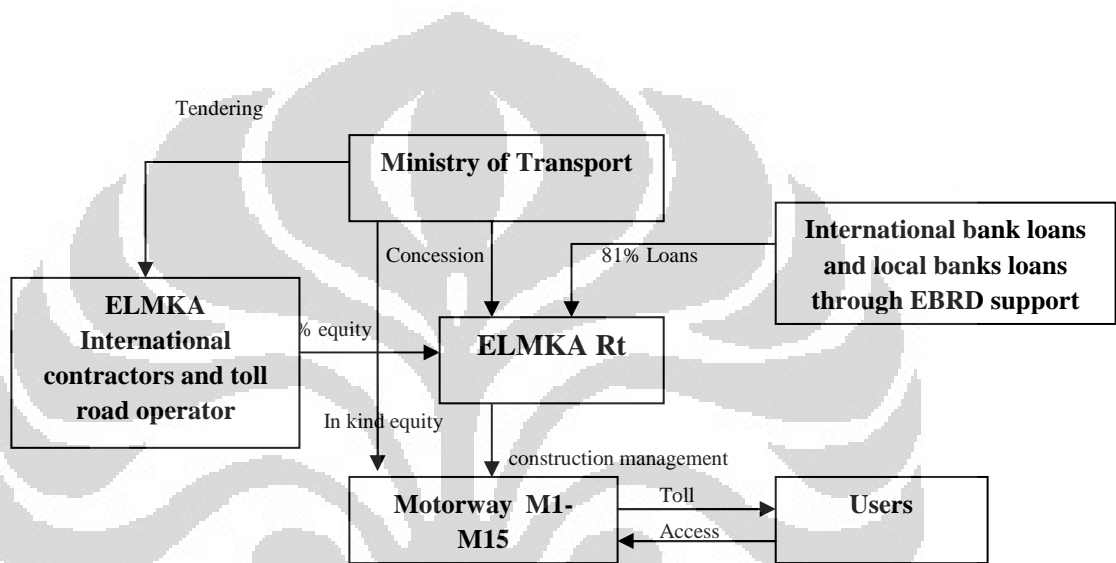 Tendering
Ministry of Transport
International bank loans
and local banks loans
through EBRD support
Concession
81% Loans
ELMKA
International
contractors and toll
road operator
% equity
ELMKA Rt
In kind equity
construction management
Motorway M1-
M15
Toll
Access
Users